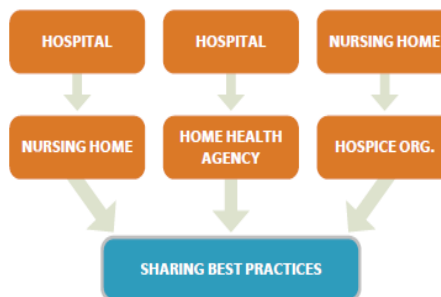 HOSPITAL
HOSPITAL
NURSING HOME
NURSING HOME
HOME HEALTH
AGENCY
HOSPICE ORG.
SHARING BEST PRACTICES